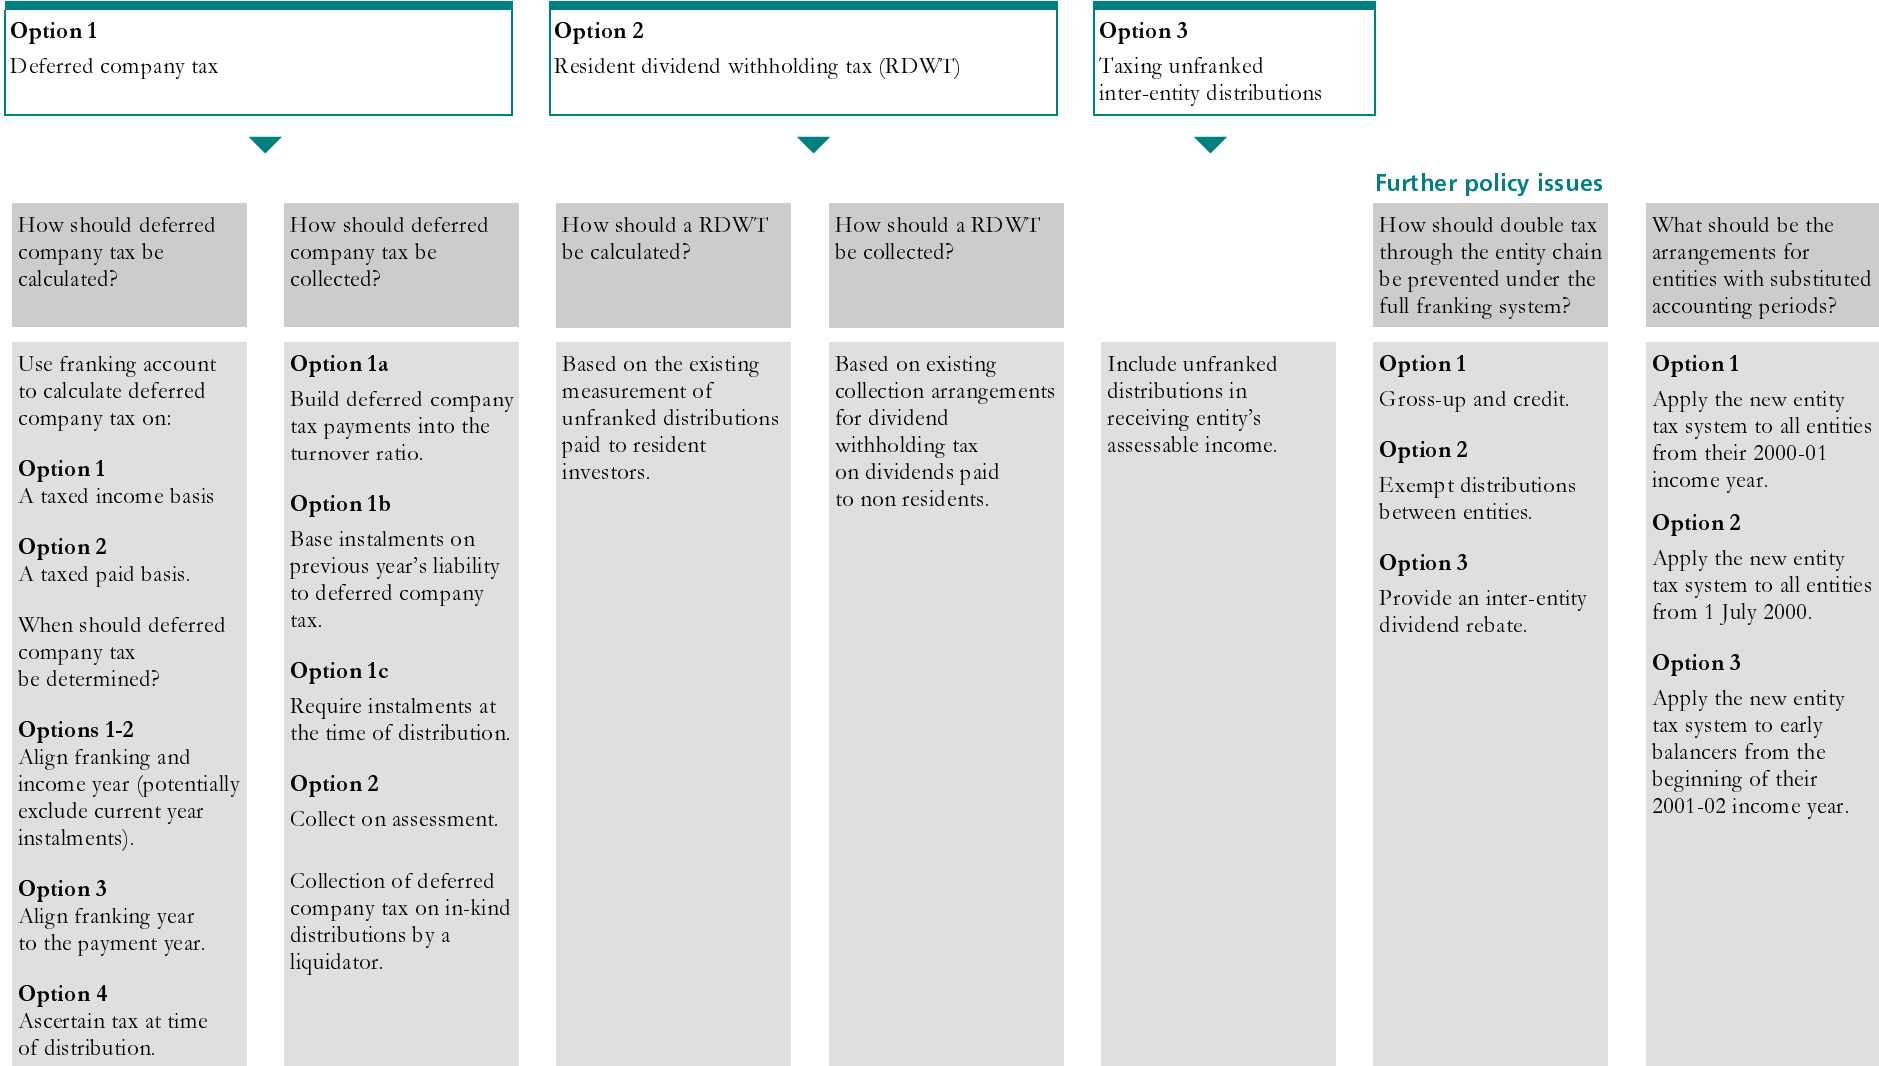 Option 1
Deferred company tax
Option 2
Resident dividend withholding tax (RDWT)
Option 3
Taxing unfranked
inter-entity distributions
Further policy issues
How should deferred
company tax be
calculated?
Use franking account
to calculate deferred
company tax on:
Option 1
A taxed income basis
Option 2
A taxed paid basis.
When should deferred
company tax
be determined?
Options 1-2
Align franking and
income year (potentially
exclude current year
instalments).
Option 3
Align franking year
to the payment year.
Option 4
Ascertain tax at time
of distribution.
How should deferred
company tax be
collected?
Option 1a
Build deferred company
tax payments into the
turnover ratio.
Option 1b
Base instalments on
previous year’s liability
to deferred company
tax.
Option 1c
Require instalments at
the time of distribution.
Option 2
Collect on assessment.
Collection of deferred
company tax on in-kind
distributions by a
liquidator.
How should a RDWT
be calculated?
Based on the existing
measurement of
unfranked distributions
paid to resident
investors.
How should a RDWT
be collected?
Based on existing
collection arrangements
for dividend
withholding tax
on dividends paid
to non residents.
Include unfranked
distributions in
receiving entity’s
assessable income.
How should double tax
through the entity chain
be prevented under the
full franking system?
Option 1
Gross-up and credit.
Option 2
Exempt distributions
between entities.
Option 3
Provide an inter-entity
dividend rebate.
What should be the
arrangements for
entities with substituted
accounting periods?
Option 1
Apply the new entity
tax system to all entities
from their 2000-01
income year.
Option 2
Apply the new entity
tax system to all entities
from 1 July 2000.
Option 3
Apply the new entity
tax system to early
balancers from the
beginning of their
2001-02 income year.